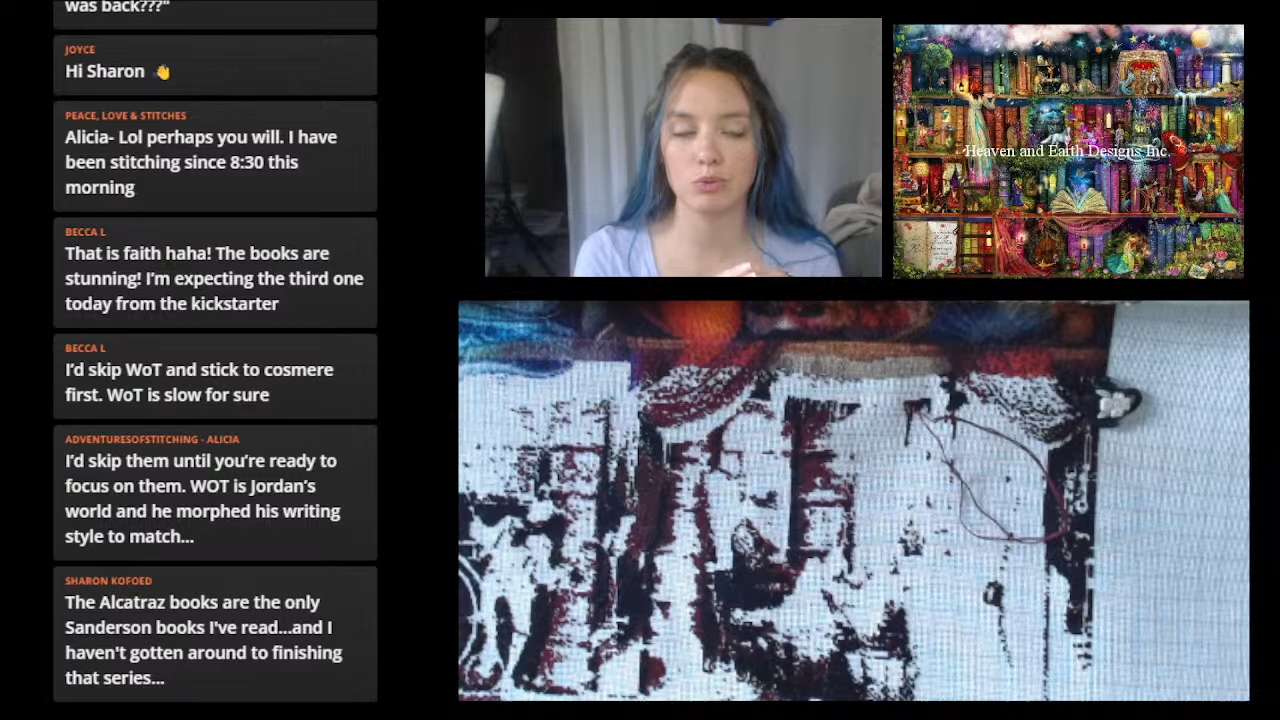 was back???"
JOYCE
Hi Sharon 👋
PEACE, LOVE & STITCHES
Alicia- Lol perhaps you will. I have
been stitching since 8:30 this
morning
BECCA L
That is faith haha! The books are
stunning! I'm expecting the third one
today from the kickstarter
BECCA L
I'd skip WoT and stick to cosmere
first. WoT is slow for sure
ADVENTURESOFSTITCHING - ALICIA
I'd skip them until you're ready to
focus on them. WOT is Jordan's
world and he morphed his writing
style to match...
SHARON KOFOED
The Alcatraz books are the only
Sanderson books I've read...and I
haven't gotten around to finishing
that series...
Heaven and Earth Designs Inc.